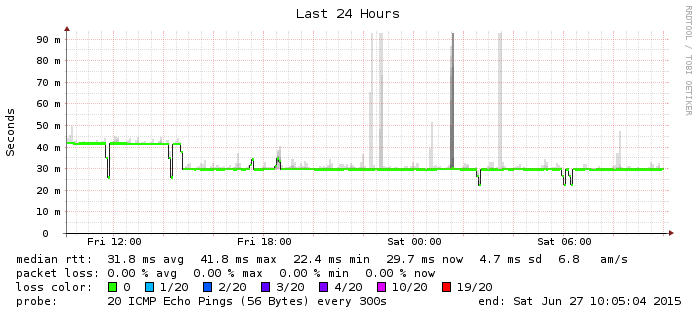 Last 24 Hours
RRDTOOL / TOBI OETIKER
Seconds
90 m
80 m
70 m
60 m
50 m
40 m
30 m
20 m
10 m
0
Fri 12:00 Fri 18:00 Sat 00:00 Sat 06:00
median rtt: 31.8 ms avg 41.8 ms max 22.4 ms min 29.7 ms now 4.7 ms sd 6.8 am/s
packet loss: 0.00 % avg 0.00 % max 0.00 % min 0.00 % now
loss color: 0 1/20 2/20 3/20 4/20 10/20 19/20
probe: 20 ICMP Echo Pings (56 Bytes) every 300s end: Sat Jun 27 10:05:04 2015